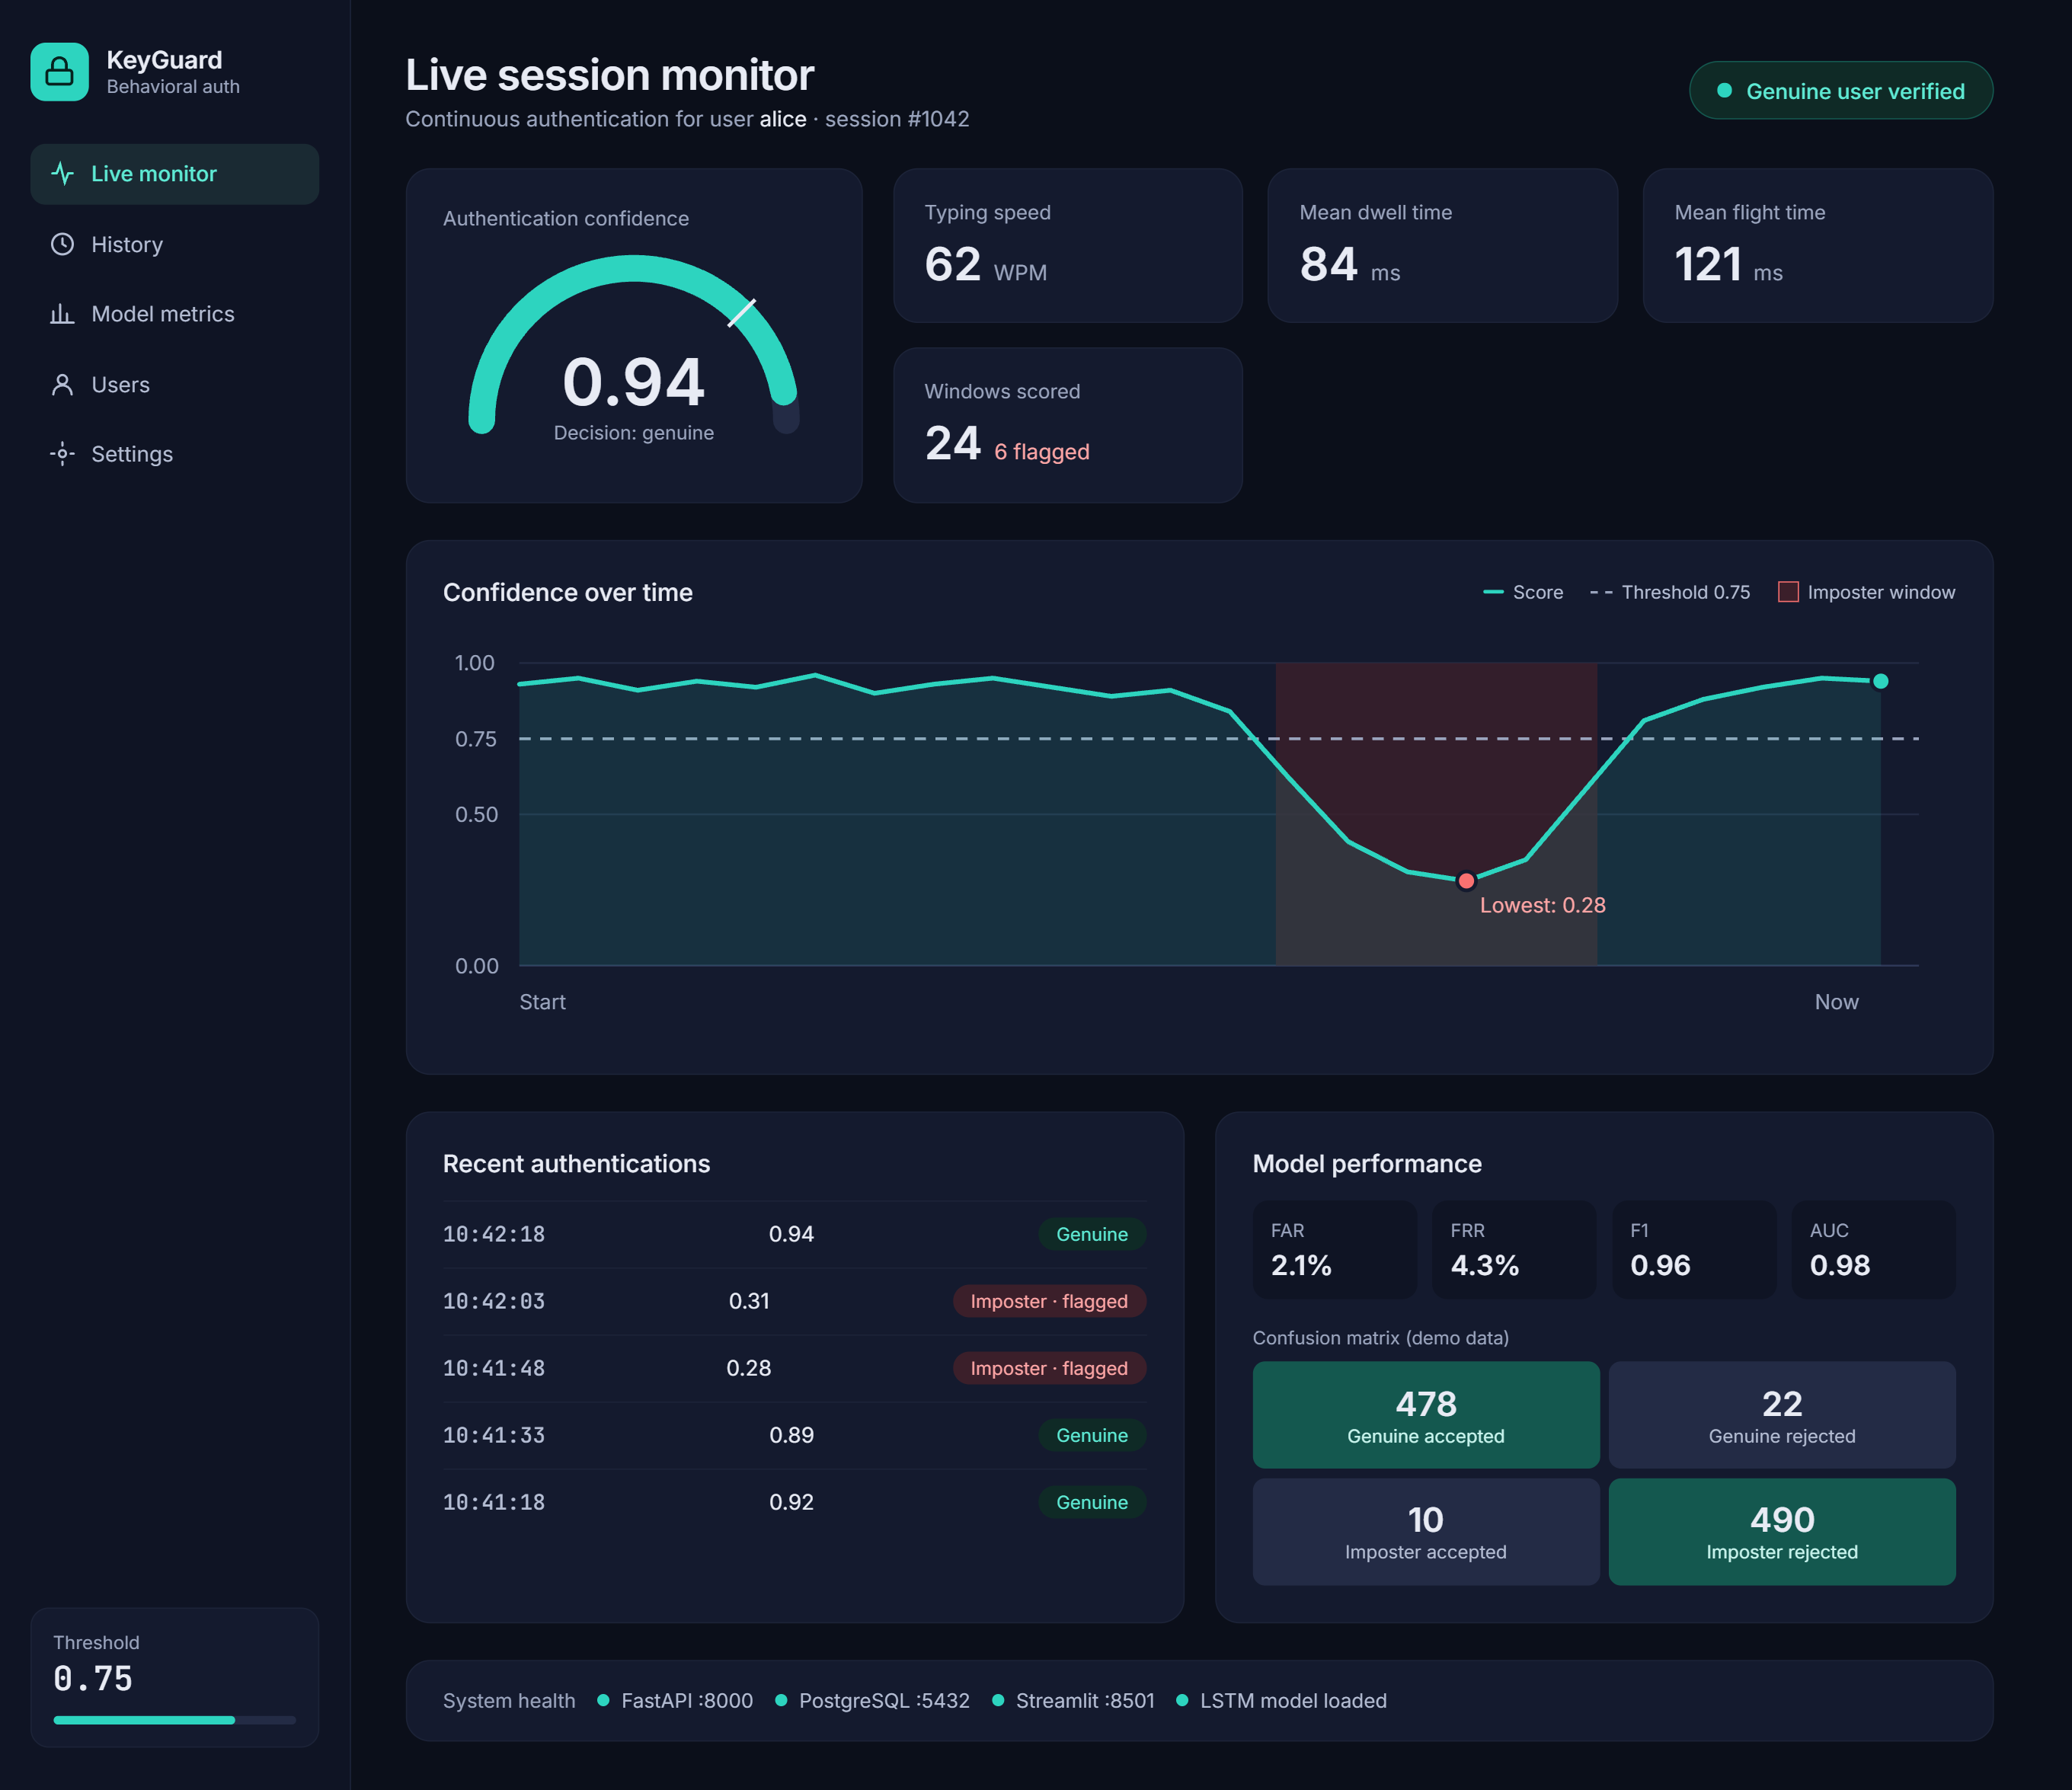 KeyGuard
Behavioral auth
Live monitor
History
Model metrics
Users
Settings
Threshold
0.75
Live session monitor
Continuous authentication for user alice · session #1042
Genuine user verified
Authentication confidence
0.94
Decision: genuine
Typing speed
62 WPM
Mean dwell time
84 ms
Mean flight time
121 ms
Windows scored
24 6 flagged
Confidence over time
Score
Threshold 0.75
Imposter window
1.00
0.75
0.50
0.00
Lowest: 0.28
Start
Now
Recent authentications
10:42:18 0.94 Genuine
10:42:03 0.31 Imposter · flagged
10:41:48 0.28 Imposter · flagged
10:41:33 0.89 Genuine
10:41:18 0.92 Genuine
Model performance
FAR
2.1%
FRR
4.3%
F1
0.96
AUC
0.98
Confusion matrix (demo data)
478
Genuine accepted
22
Genuine rejected
10
Imposter accepted
490
Imposter rejected
System health FastAPI :8000 PostgreSQL :5432 Streamlit :8501 LSTM model loaded